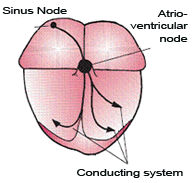 Sinus Node
Atrio-
ventricular
node
Conducting system